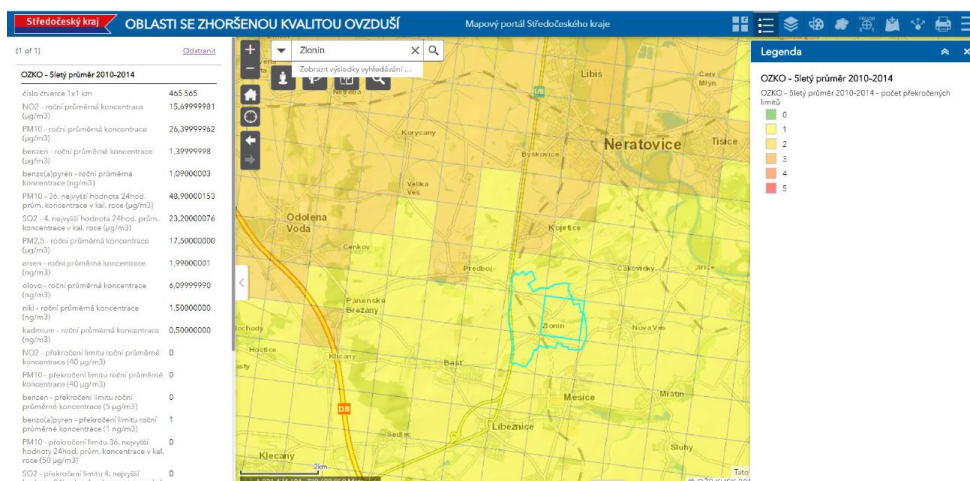 Středočeský kraj
OBLASTI SE ZHORŠENOU KVALITOU OVZDUŠÍ
Mapový portál Středočeského kraje
(1 of 1)
Odstranit
OZKO - 5letý průměr 2010-2014
číslo čtverce 1x1 km 465 565
NO2 - roční průměrná koncentrace 15,69999981
(µg/m3)
PM10 - roční průměrná koncentrace 26,39999962
(µg/m3)
benzen - roční průměrná koncentrace 1,39999998
(µg/m3)
benzo(a)pyren - roční průměrná 1,09000003
koncentrace (ng/m3)
PM10 - 36. nejvyšší hodnota 24hod. 48,90000153
prům. koncentrace v kal. roce (µg/m3)
SO2 - 4. nejvyšší hodnota 24hod. prům. 23,20000076
koncentrace v kal. roce (µg/m3)
PM2,5 - roční průměrná koncentrace 17,50000000
(µg/m3)
arsen - roční průměrná koncentrace 1,99000001
(ng/m3)
olovo - roční průměrná koncentrace 6,09999990
(ng/m3)
nikl - roční průměrná koncentrace 1,50000000
(ng/m3)
kadmium - roční průměrná koncentrace 0,50000000
(ng/m3)
NO2 - překročení limitu roční průměrné 0
koncentrace (40 µg/m3)
PM10 - překročení limitu roční průměrné 0
koncentrace (40 µg/m3)
benzen - překročení limitu roční 0
průměrné koncentrace (5 µg/m3)
benzo(a)pyren - překročení limitu roční 1
průměrné koncentrace (1 ng/m3)
PM10 - překročení limitu 36. nejvyšší 0
hodnoty 24hod. prům. koncentrace v kal.
roce (50 µg/m3)
SO2 - překročení limitu 4. nejvyšší 0
Zlonín
Zobrazit výsledky vyhledávání ...
Libiš
Korycany
Byškovice
Neratovice
Tišice
Velká
Ves
Odolena
Voda
Kojetice
Čenkov
Předboj
Čakovičky
Panenské
Břežany
Zlonín
Nová Ves
Hoštice
Klíčany
Bašť
Měšice
Mratín
D8
Líbeznice
Sedlec
Sluhy
Klecany
2km
Tato
Legenda
OZKO - 5letý průměr 2010-2014
OZKO - 5letý průměr 2010-2014 - počet překročených
limitů
0
1
2
3
4
5